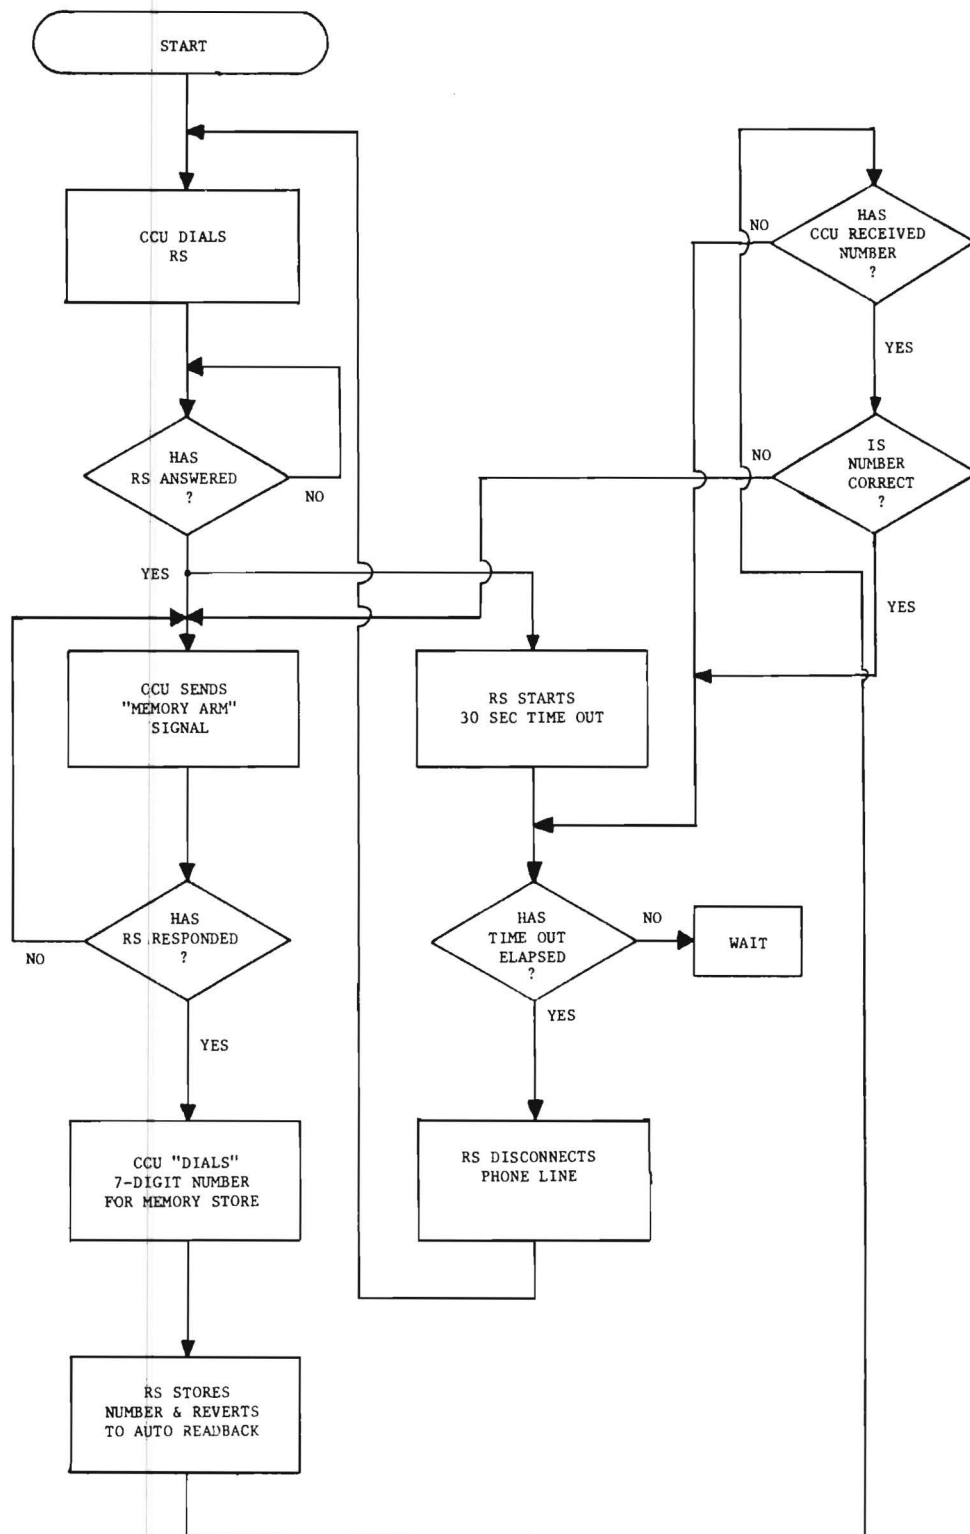 START
CCU DIALS
RS
HAS
RS ANSWERED
?
NO
YES
CCU SENDS
"MEMORY ARM"
SIGNAL
HAS
RS RESPONDED
?
NO
YES
CCU "DIALS"
7-DIGIT NUMBER
FOR MEMORY STORE
RS STORES
NUMBER & REVERTS
TO AUTO READBACK
RS STARTS
30 SEC TIME OUT
HAS
TIME OUT
ELAPSED
?
NO
WAIT
YES
RS DISCONNECTS
PHONE LINE
HAS
CCU RECEIVED
NUMBER
?
NO
YES
IS
NUMBER
CORRECT
?
NO
YES